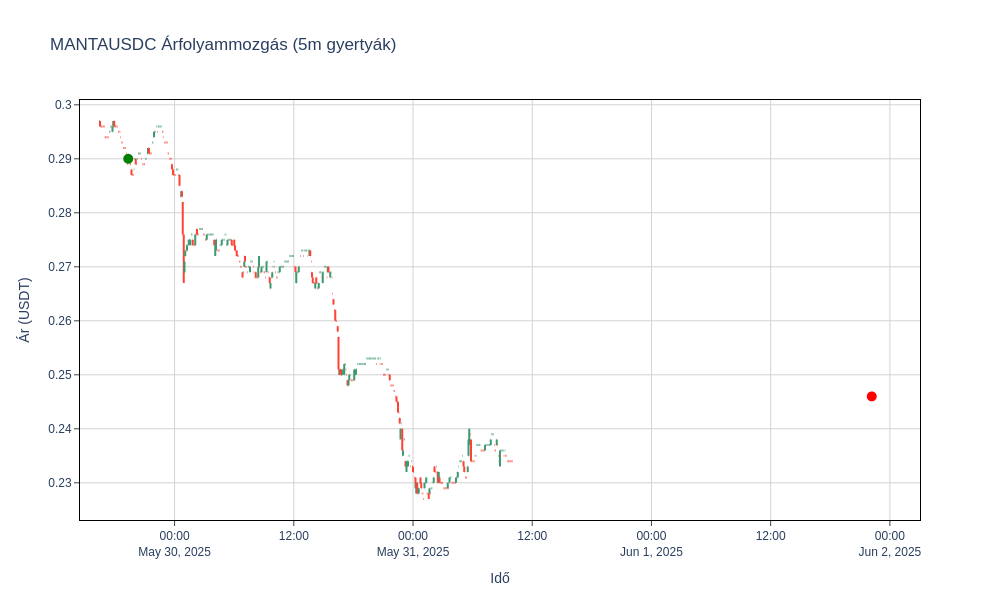 MANTAUSDC Árfolyammozgás (5m gyertyák)
0.3
0.29
0.28
0.27
0.26
0.25
0.24
0.23
Ár (USDT)
00:00 12:00 00:00 12:00 00:00 12:00 00:00
May 30, 2025 May 31, 2025 Jun 1, 2025 Jun 2, 2025
Idő